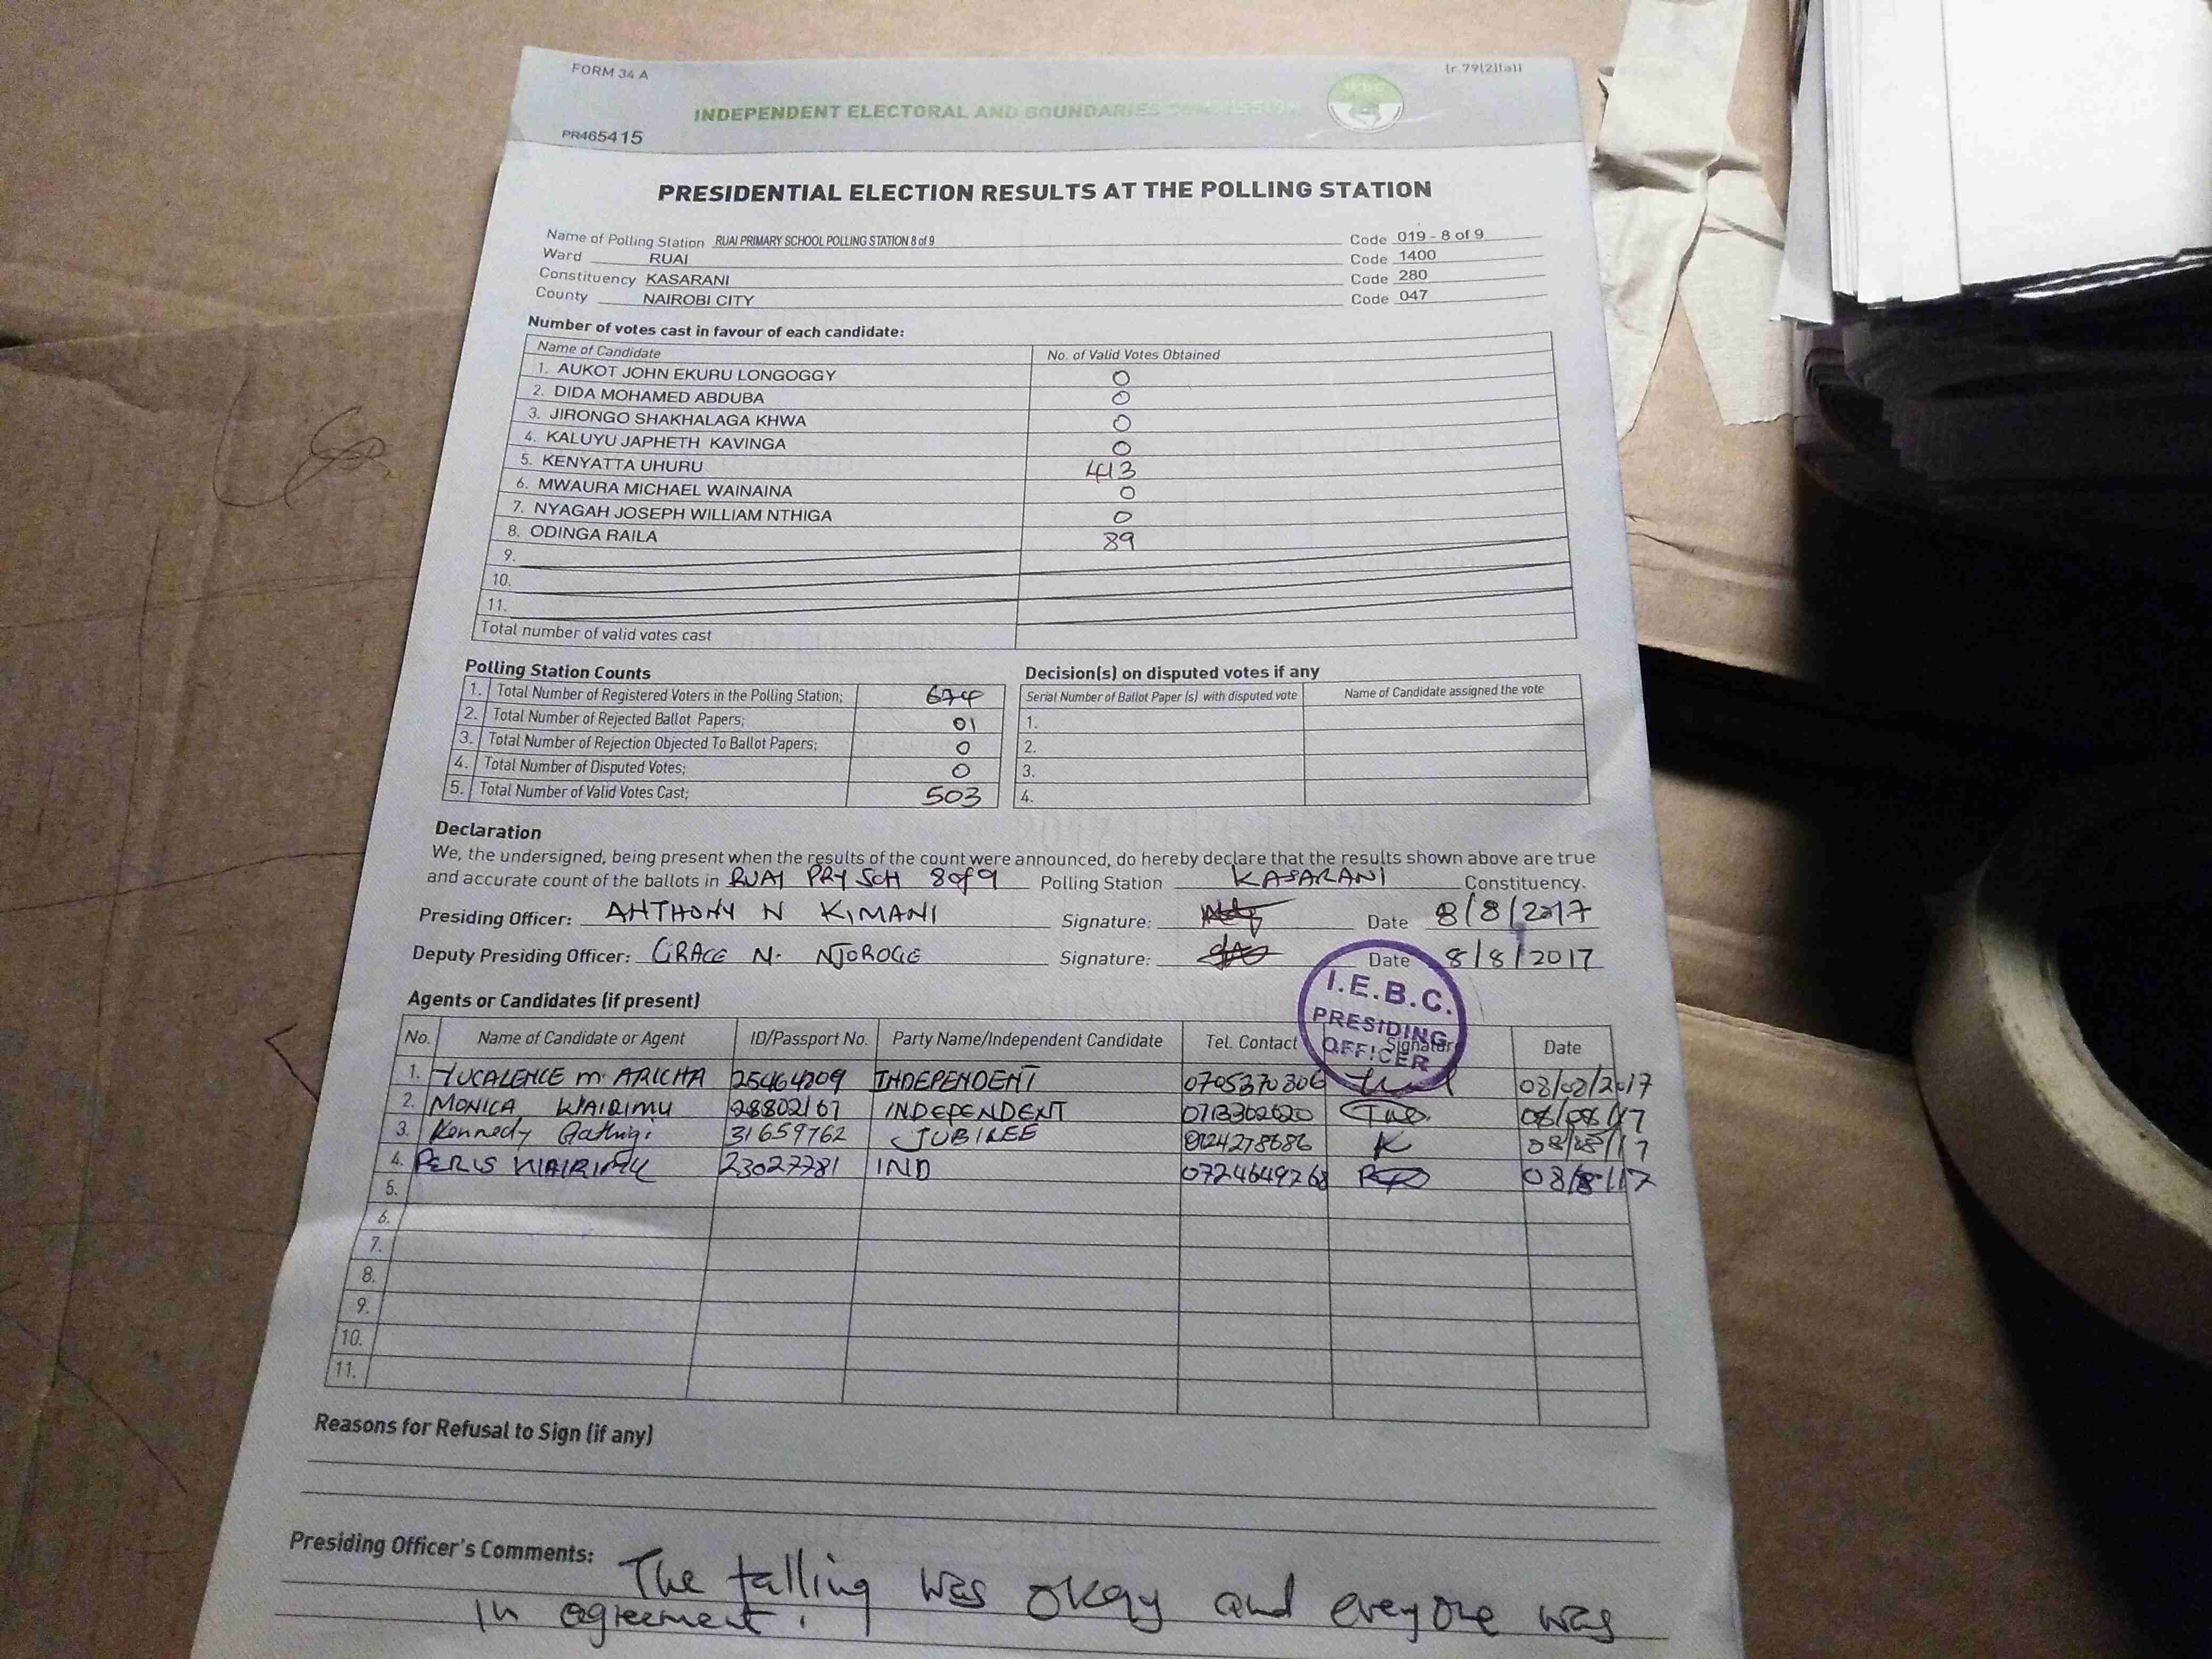 FORM 34 A
(r.79(2)(a))
INDEPENDENT ELECTORAL AND BOUNDARIES COMMISSION
PR465415
PRESIDENTIAL ELECTION RESULTS AT THE POLLING STATION
Name of Polling Station RUAI PRIMARY SCHOOL POLLING STATION 8 of 9 Code 019 - 8 of 9
Ward RUAI Code 1400
Constituency KASARANI Code 280
County NAIROBI CITY Code 047
Number of votes cast in favour of each candidate:
Name of Candidate No. of Valid Votes Obtained
1. AUKOT JOHN EKURU LONGOGGY 0
2. DIDA MOHAMED ABDUBA 0
3. JIRONGO SHAKHALAGA KHWA 0
4. KALUYU JAPHETH KAVINGA 0
5. KENYATTA UHURU 413
6. MWAURA MICHAEL WAINAINA 0
7. NYAGAH JOSEPH WILLIAM NTHIGA 0
8. ODINGA RAILA 89
9.
10.
11.
Total number of valid votes cast
Polling Station Counts
1. Total Number of Registered Voters in the Polling Station; 674
2. Total Number of Rejected Ballot Papers; 01
3. Total Number of Rejection Objected To Ballot Papers; 0
4. Total Number of Disputed Votes; 0
5. Total Number of Valid Votes Cast; 503
Decision(s) on disputed votes if any
Serial Number of Ballot Paper (s) with disputed vote Name of Candidate assigned the vote
1.
2.
3.
4.
Declaration
We, the undersigned, being present when the results of the count were announced, do hereby declare that the results shown above are true
and accurate count of the ballots in RUAI PRY SCH 8 of 9 Polling Station KASARANI Constituency.
Presiding Officer: ANTHONY N KIMANI Signature: Date 8/8/2017
Deputy Presiding Officer: GRACE N. NJOROGE Signature: Date 8/8/2017
I.E.B.C.
PRESIDING
OFFICER
Agents or Candidates (if present)
No. Name of Candidate or Agent ID/Passport No. Party Name/Independent Candidate Tel. Contact Signature Date
1. M. ARICHA 25464209 INDEPENDENT 0705370306 08/08/2017
2. MONICA WAIRIMU 28802167 INDEPENDENT 0713302620 08/08/17
3. Kennedy Gathigi 31659762 JUBILEE K 08/08/17
4. PERIS WAIRIMU 23027781 IND 0724649268 08/8/17
5.
6.
7.
8.
9.
10.
11.
Reasons for Refusal to Sign (if any)
Presiding Officer's Comments: The talling was okay and everyone was
in agreement.